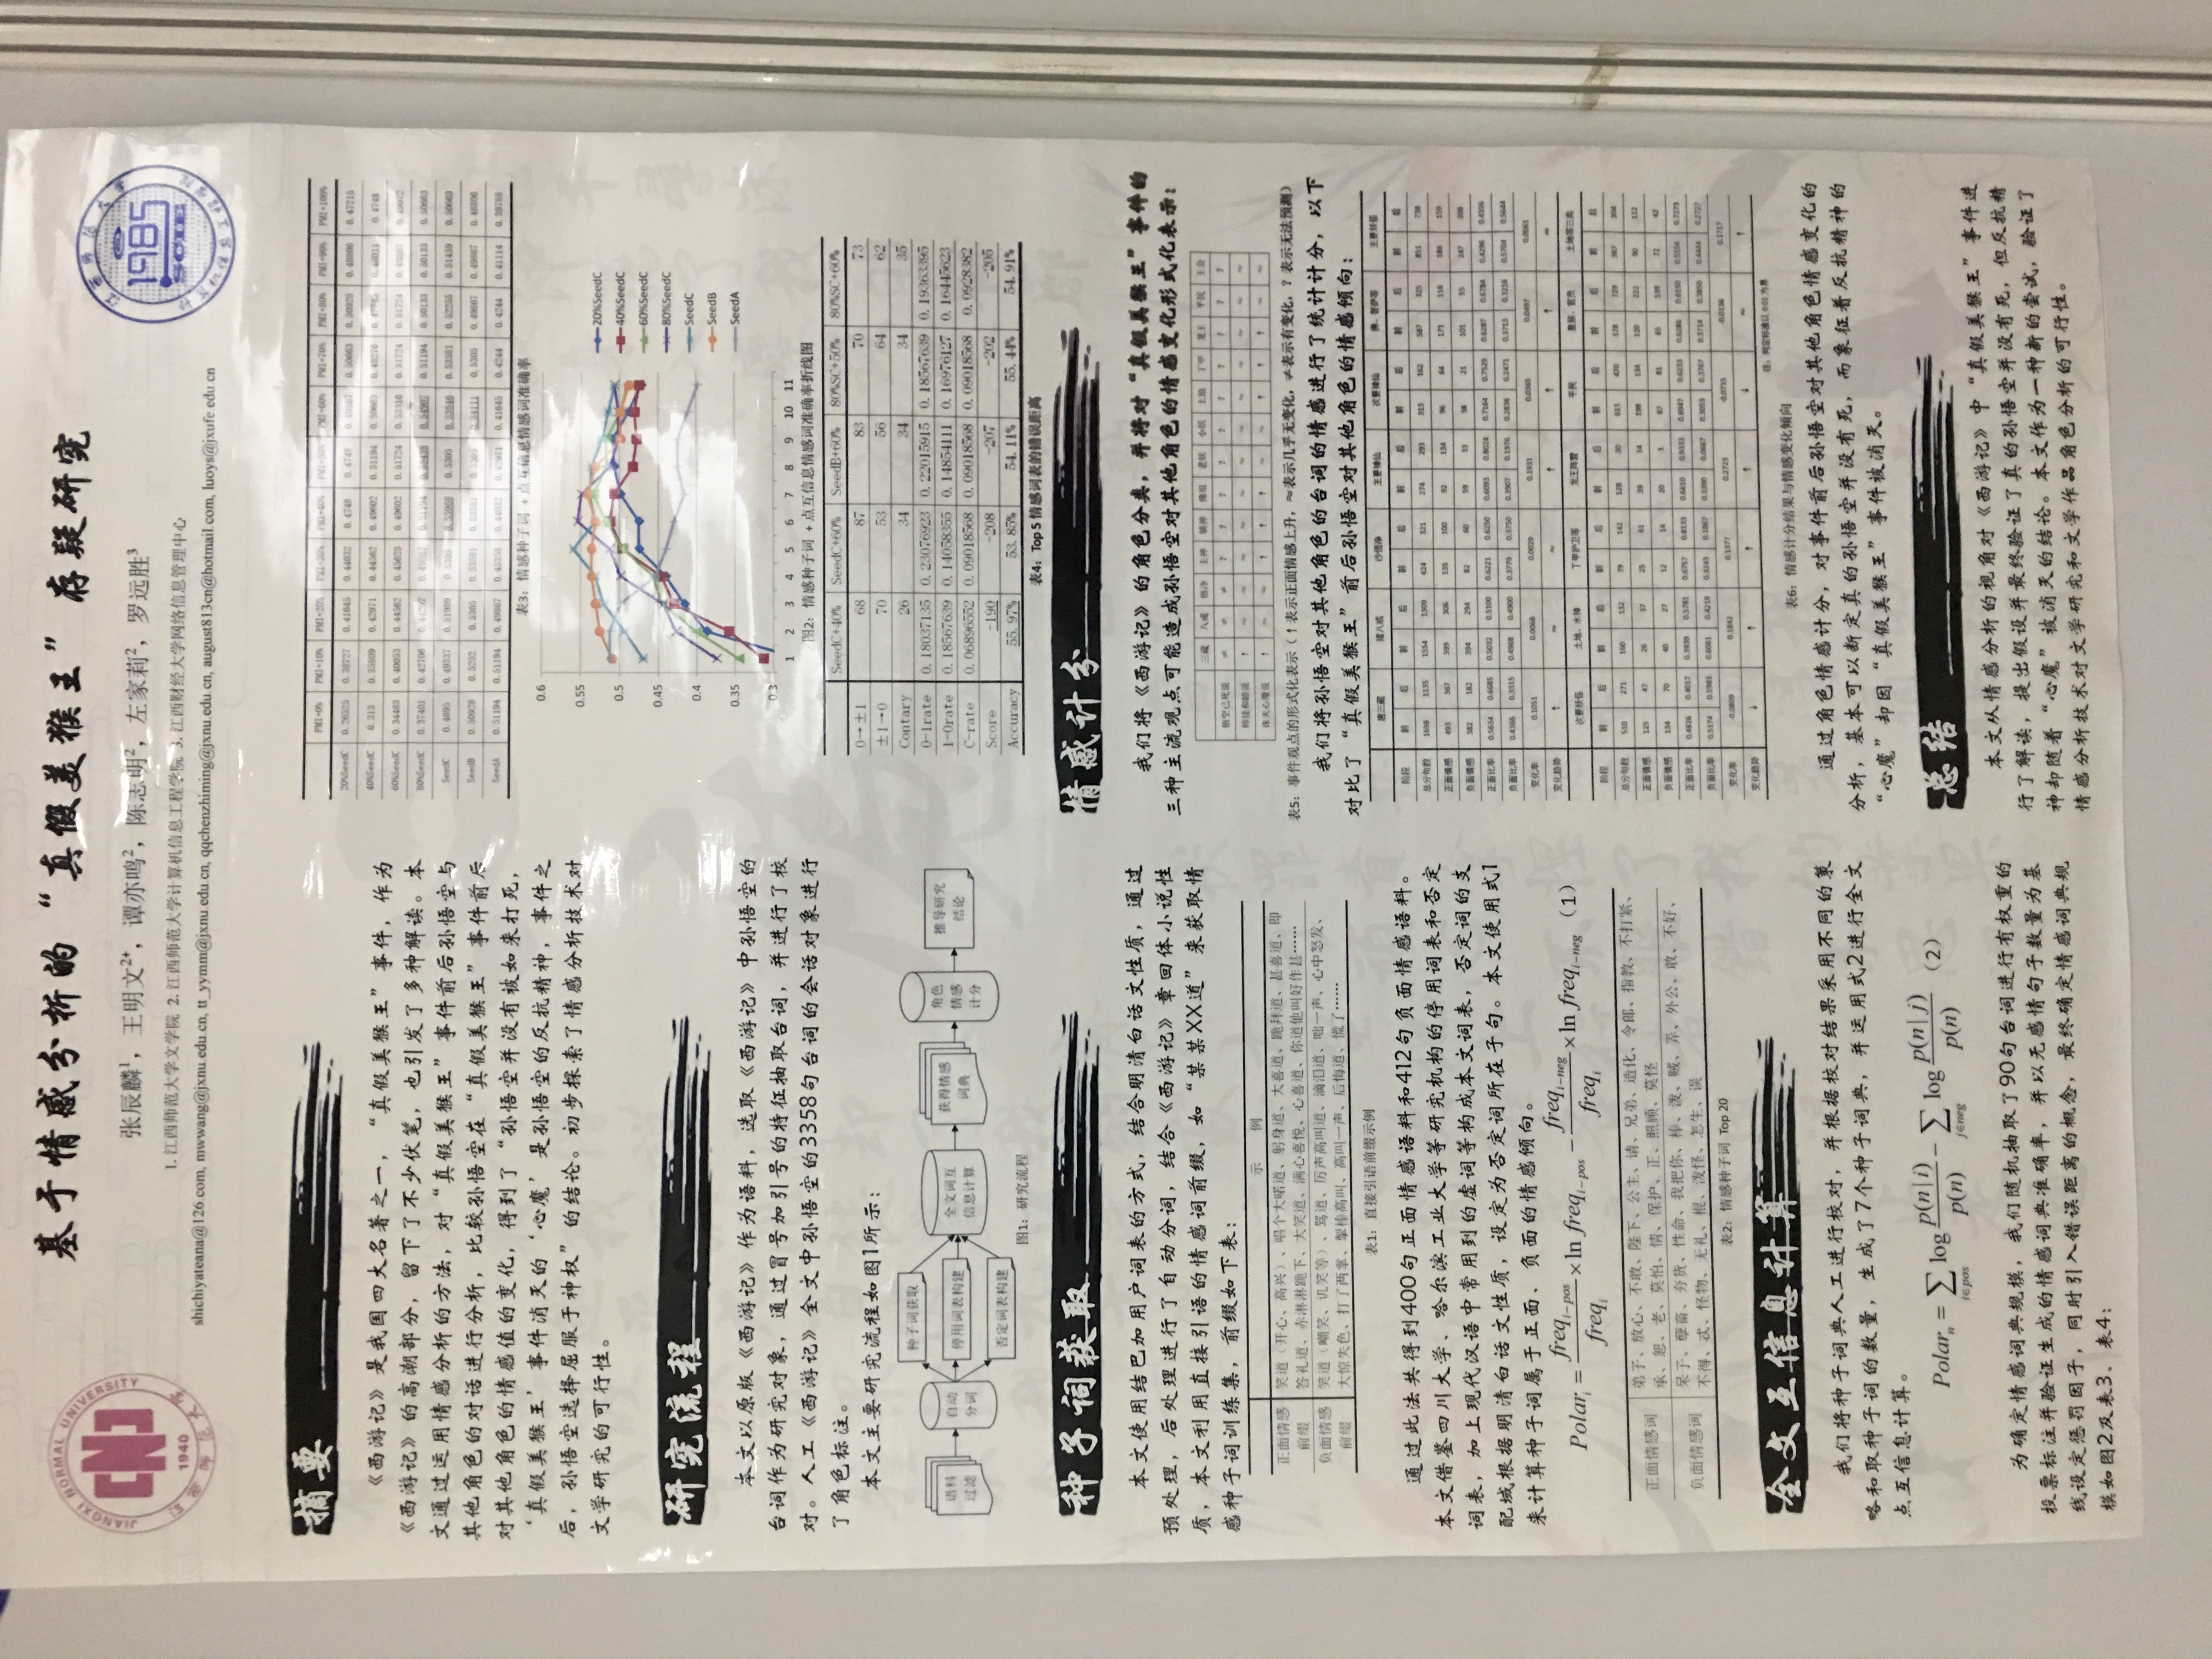 基于情感分析的“真假美猴王”存疑研究
JIANGXI NORMAL UNIVERSITY
1940
江西师范大学
1985
SCIE
张辰麟1，王明文2+，谭亦鸣2，陈志明2，左家莉2，罗远胜3
1.江西师范大学文学院 2.江西师范大学计算机信息工程学院 3.江西财经大学网络信息管理中心
shichiyateana@126.com, mwwang@jxnu.edu.cn, tt_yymm@jxnu.edu.cn, qqchenzhiming@jxnu.edu.cn, august813cn@hotmail.com, luoys@jxufe.edu.cn
摘要
《西游记》是我国四大名著之一，“真假美猴王”事件，作为
《西游记》的高潮部分，留下了不少伏笔，也引发了多种解读。本
文通过运用情感分析的方法，对“真假美猴王”事件前后孙悟空与
其他角色的对话进行分析，比较孙悟空在“真假美猴王”事件前后
对其他角色的情感值的变化，得到了“孙悟空并没有被如来打死，
‘真假美猴王’事件消灭的‘心魔’是孙悟空的反抗精神，事件之
后，孙悟空选择屈服于神权”的结论。初步探索了情感分析技术对
文学研究的可行性。
研究流程
本文以原版《西游记》作为语料，选取《西游记》中孙悟空的
台词作为研究对象，通过冒号加引号的特征抽取台词，并进行了校
对。人工《西游记》全文中孙悟空的3358句台词的会话对象进行
了角色标注。
本文主要研究流程如图1所示：
语料过滤
自动分词
种子词获取
停用词表构建
否定词表构建
全文词互信息计算
获得情感词典
角色情感计分
推导研究结论
图1：研究流程
种子词获取
本文使用结巴加用户词表的方式，结合明清白话文性质，通过
预处理，后处理进行了自动分词，结合《西游记》章回体小说性
质，本文利用直接引语的情感词前缀，如“某某XX道”来获取情
感种子词训练集，前缀如下表：
示 例
正面情感前缀 笑道（开心、高兴）、唱个大喏道、躬身道、大喜道、跪拜道、甚喜道、即
答礼道、赤淋淋跪下、大笑道、满心喜悦、心喜道、你道他叫好作甚……
负面情感前缀 笑道（嘲笑、讥笑等）、骂道、厉声高叫道、滴泪道、咄一声、心中怒发、
大惊失色、打了两掌、掣棒高叫、高叫一声、后悔道、慌了……
表1：直接引语前缀示例
通过此法共得到400句正面情感语料和412句负面情感语料。
本文借鉴四川大学、哈尔滨工业大学等研究机构的停用词表和否定
词表，加上现代汉语中常用到的虚词等构成本文词表，否定词的支
配域根据明清白话文性质，设定为否定词所在子句。本文使用式1
来计算种子词属于正面、负面的情感倾向。
Polar_i = freq_{i-pos} / freq_i × ln freq_{i-pos} − freq_{i-neg} / freq_i × ln freq_{i-neg} （1）
正面情感词 弟子、放心、不敢、陛下、公主、请、兄弟、造化、令郎、指教、不打紧、
承、恕、老、莫怕、情、保护、正、照顾、莫怪
负面情感词 呆子、孽畜、夯货、性命、我把你、棒、泼、贼、弄、外公、敢、不好、
不得、忒、怪物、无礼、棍、泼怪、怎生、误
表2：情感种子词 Top 20
全文互信息计算
我们将种子词典人工进行校对，并根据校对结果采用不同的策
略和取种子词的数量，生成了7个种子词典，并运用式2进行全文
点互信息计算。
Polar_n = ∑_{i∈pos} log p(n|i) / p(n) − ∑_{j∈neg} log p(n|j) / p(n) （2）
为确定情感词典规模，我们随机抽取了90句台词进行有权重的
投票标注并验证生成的情感词典准确率，并以无感情句子数量为基
线设定惩罚因子，同时引入错误距离的概念，最终确定情感词典规
模如图2及表3、表4：
PMI+0% PMI+10% PMI+20% PMI+30% PMI+40% PMI+50% PMI+60% PMI+70% PMI+80% PMI+90% PMI+100%
20%SeedC 0.26525 0.38727 0.41645 0.44032 0.4748 0.4748 0.50663 0.50928 0.48806 0.47215
40%SeedC 0.313 0.35809 0.42971 0.44562 0.49602 0.51194 0.50663 0.48276 0.48011 0.4748
60%SeedC 0.34483 0.40053 0.44562 0.45623 0.49602 0.51724 0.51724 0.51724 0.49867
80%SeedC 0.37401 0.42706 0.51194 0.54907 0.51194 0.50133 0.50133 0.50663
SeedC 0.4695 0.49337 0.51989 0.5305 0.55968 0.5305 0.53846 0.53581 0.52255 0.51459 0.50663
SeedB 0.50928 0.5252 0.5305 0.53581 0.53581 0.5305 0.54111 0.5305 0.49867 0.49867 0.48806
SeedA 0.51194 0.51194 0.49867 0.45358 0.44032 0.42971 0.41645 0.4244 0.4244 0.41114 0.39788
表3：情感种子词 + 点互信息情感词准确率
0.6
0.55
0.5
0.45
0.4
0.35
0.3
1 2 3 4 5 6 7 8 9 10 11
20%SeedC
40%SeedC
60%SeedC
80%SeedC
SeedC
SeedB
SeedA
图2：情感种子词 + 点互信息情感词准确率折线图
SeedC+40% SeedC+60% SeedB+60% 80%SC+50% 80%SC+60%
0→±1 68 87 83 70 73
±1→0 70 53 56 64 62
Contary 26 34 34 34 35
0-1rate 0.18037135 0.23076923 0.22015915 0.18567639 0.19363395
1-0rate 0.18567639 0.14058355 0.14854111 0.16976127 0.16445623
C-rate 0.06896552 0.09018568 0.09018568 0.09018568 0.0928382
Score -190 -208 -207 -202 -205
Accuracy 55.97% 53.85% 54.11% 55.44% 54.91%
表4：Top 5 情感词表的错误距离
情感计分
我们将《西游记》的角色分类，并将对“真假美猴王”事件的
三种主流观点可能造成孙悟空对其他角色的情感变化形式化表示：
三藏 八戒 悟净 主神 辅神 佛祖 老妖 小妖 土地 丁甲 龙王 平民 王公
悟空已死说 ≠ ≠ ≠ ? ? ? ? ? ? ? ? ? ?
师徒和睦说 ↑ ≈ ≈ ≈ ≈ ≈ ≈ ≈ ≈ ≈ ≈ ≈ ≈
诛灭心魔说 ↑ ≈ ≈ ↑ ↑ ↑ ≈ ≈ ↑ ↑ ↑ ≈ ≈
表5：事件观点的形式化表示（↑表示正面情感上升，≈表示几乎无变化，≠表示有变化，？表示无法预测）
我们将孙悟空对其他角色的台词的情感进行了统计计分，以下
对比了“真假美猴王”前后孙悟空对其他角色的情感倾向：
唐三藏 猪八戒 沙悟净 主要神仙 次要神仙 佛、菩萨等 主要妖怪
阶段 前 后 前 后 前 后 前 后 前 后 前 后 前 后
总分句数 1698 1135 1554 1309 424 321 274 293 313 162 587 325 851 738
正面情感 493 367 399 306 135 100 92 134 96 64 171 116 186 159
负面情感 382 182 394 294 82 60 59 33 38 21 101 55 247 206
正面比率 0.5634 0.6685 0.5032 0.5100 0.6221 0.6250 0.6093 0.8024 0.7164 0.7529 0.6287 0.6784 0.4296 0.4356
负面比率 0.4366 0.3315 0.4968 0.4900 0.3779 0.3750 0.3907 0.1976 0.2836 0.2471 0.3713 0.3216 0.5704 0.5644
变化率 0.1051 0.0068 0.0029 0.1931 0.0365 0.0497 0.0061
变化趋势 ↑ ≈ ≈ ↑ ↑ ↑ ≈
次要妖怪 土地、水神 丁甲护卫等 龙王阵营 平民 皇族、官员 土地等三类
阶段 前 后 前 后 前 后 前 后 前 后 前 后 前 后
总分句数 510 271 160 132 79 142 128 30 615 470 578 729 367 304
正面情感 125 47 26 37 25 61 39 14 198 134 110 222 90 112
负面情感 134 70 40 27 12 14 20 1 87 81 65 139 72 42
正面比率 0.4826 0.4017 0.3939 0.5781 0.6757 0.8133 0.6610 0.9333 0.6947 0.6233 0.6286 0.6150 0.5556 0.7273
负面比率 0.5174 0.5983 0.6061 0.4219 0.3243 0.1867 0.3390 0.0667 0.3053 0.3767 0.3714 0.3850 0.4444 0.2727
变化率 -0.0809 0.1842 0.1377 0.2723 -0.0715 -0.0136 0.1717
变化趋势 ↓ ↑ ↑ ↑ ↓ ≈ ↑
注：判定标准以 0.02 为界
表6：情感计分结果与情感变化倾向
通过角色情感计分，对事件前后孙悟空对其他角色情感变化的
分析，基本可以断定真的孙悟空并没有死，而象征着反抗精神的
“心魔”却因“真假美猴王”事件被消灭。
总结
本文从情感分析的视角对《西游记》中“真假美猴王”事件进
行了解读，提出假设并最终验证了真的孙悟空并没有死，但反抗精
神却随着“心魔”被消灭的结论。本文作为一种新的尝试，验证了
情感分析技术对文学研究和文学作品角色分析的可行性。